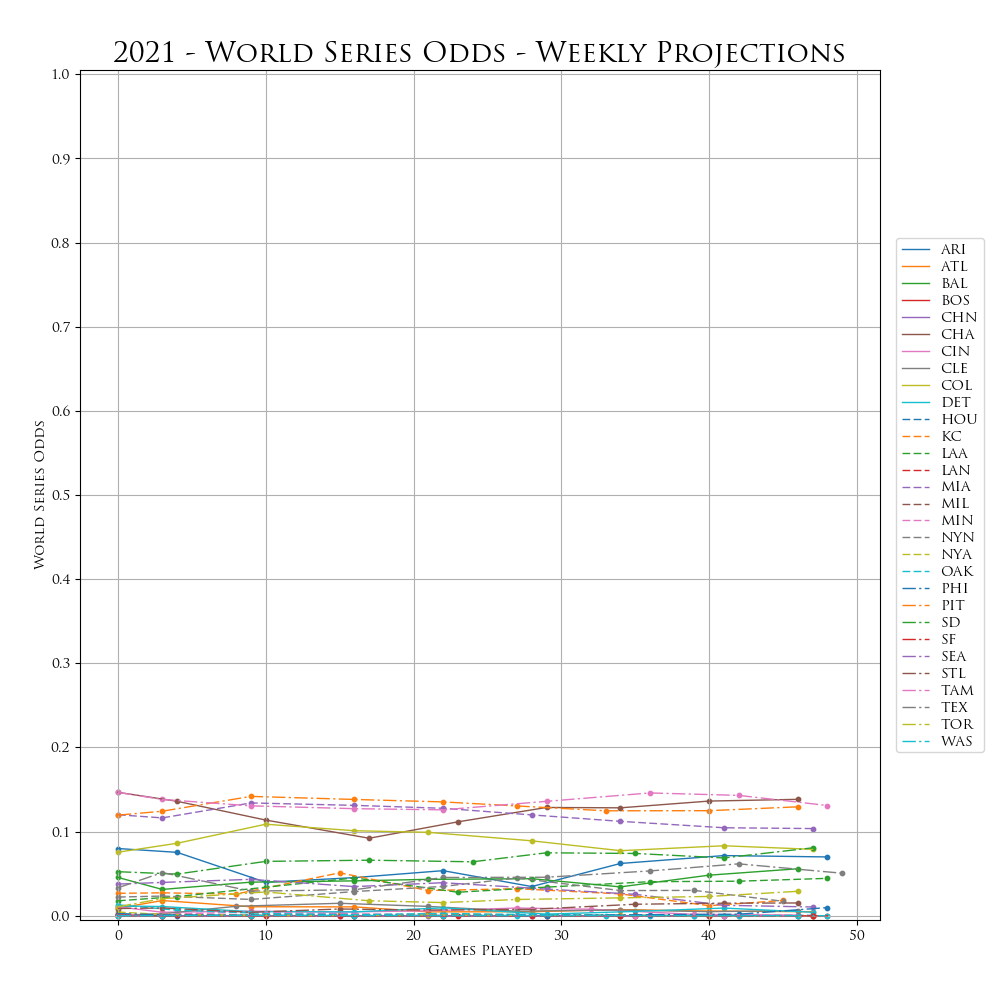 2021 - World Series Odds - Weekly Projections
1.0
0.9
0.8
0.7
0.6
0.5
0.4
0.3
0.2
0.1
0.0
World Series Odds
0 10 20 30 40 50
Games Played
ARI
ATL
BAL
BOS
CHN
CHA
CIN
CLE
COL
DET
HOU
KC
LAA
LAN
MIA
MIL
MIN
NYN
NYA
OAK
PHI
PIT
SD
SF
SEA
STL
TAM
TEX
TOR
WAS